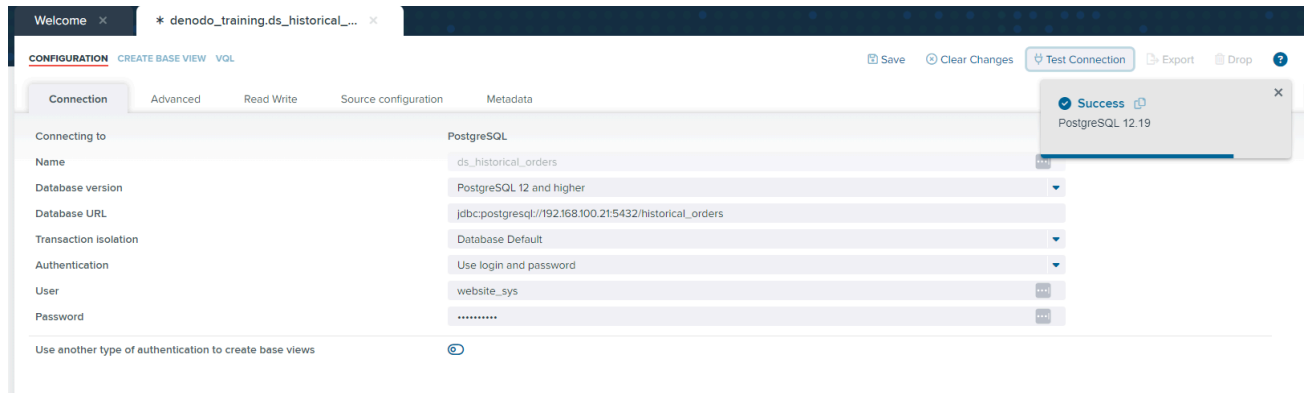 Welcome ×
* denodo_training.ds_historical_... ×
CONFIGURATION CREATE BASE VIEW VQL
Save Clear Changes Test Connection Export Drop ?
Connection Advanced Read Write Source configuration Metadata
Success ×
PostgreSQL 12.19
Connecting to PostgreSQL
Name ds_historical_orders
Database version PostgreSQL 12 and higher
Database URL jdbc:postgresql://192.168.100.21:5432/historical_orders
Transaction isolation Database Default
Authentication Use login and password
User website_sys
Password ••••••••••
Use another type of authentication to create base views